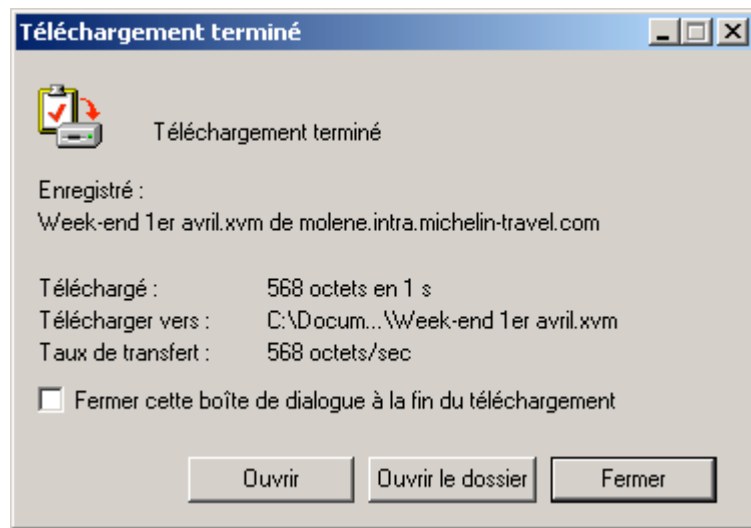 Téléchargement terminé
Téléchargement terminé
Enregistré :
Week-end 1er avril.xvm de molene.intra.michelin-travel.com
Téléchargé : 568 octets en 1 s
Télécharger vers : C:\Docum...\Week-end 1er avril.xvm
Taux de transfert : 568 octets/sec
Fermer cette boîte de dialogue à la fin du téléchargement
Ouvrir Ouvrir le dossier Fermer